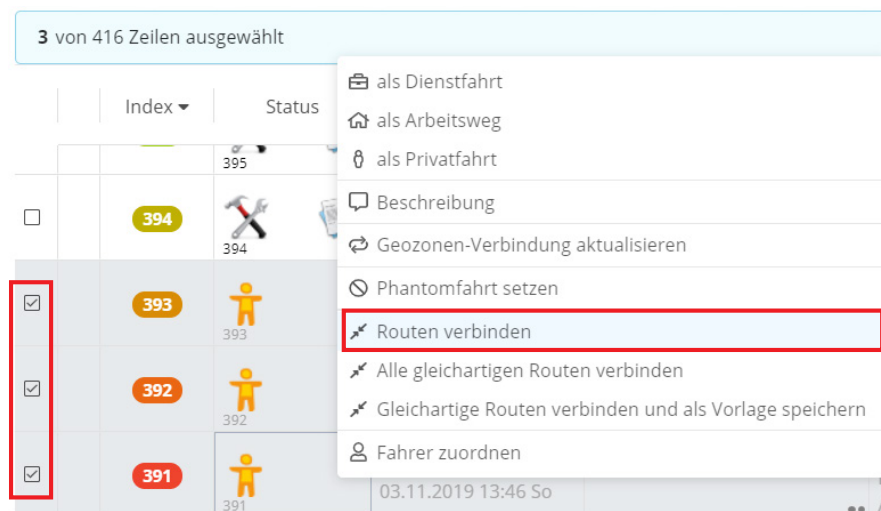 3 von 416 Zeilen ausgewählt
als Dienstfahrt
Index Status
als Arbeitsweg
als Privatfahrt
395
Beschreibung
394
394
Geozonen-Verbindung aktualisieren
Phantomfahrt setzen
393
393
Routen verbinden
Alle gleichartigen Routen verbinden
392
392
Gleichartige Routen verbinden und als Vorlage speichern
Fahrer zuordnen
391
391
03.11.2019 13:46 So